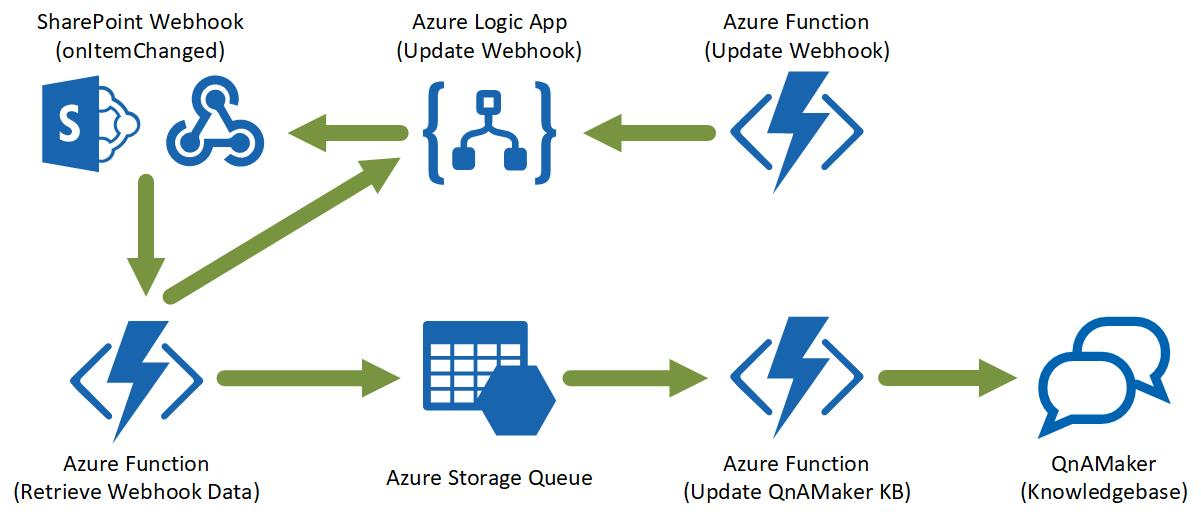 SharePoint Webhook
(onItemChanged)
Azure Logic App
(Update Webhook)
Azure Function
(Update Webhook)
S
Azure Function
(Retrieve Webhook Data)
Azure Storage Queue
Azure Function
(Update QnAMaker KB)
QnAMaker
(Knowledgebase)